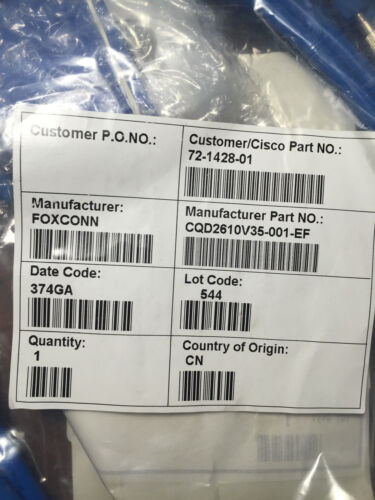 Customer P.O.NO.:
Customer/Cisco Part NO.:
72-1428-01
Manufacturer:
FOXCONN
Manufacturer Part NO.:
CQD2610V35-001-EF
Date Code:
374GA
Lot Code:
544
Quantity:
1
Country of Origin:
CN